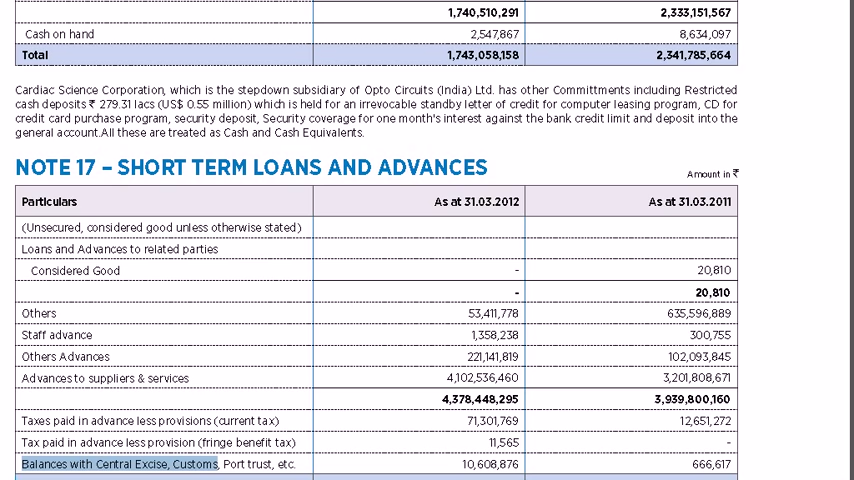 1,740,510,291 2,333,151,567
Cash on hand 2,547,867 8,634,097
Total 1,743,058,158 2,341,785,664
Cardiac Science Corporation, which is the stepdown subsidiary of Opto Circuits (India) Ltd. has other Committments including Restricted
cash deposits ₹ 279.31 lacs (US$ 0.55 million) which is held for an irrevocable standby letter of credit for computer leasing program, CD for
credit card purchase program, security deposit, Security coverage for one month's interest against the bank credit limit and deposit into the
general account.All these are treated as Cash and Cash Equivalents.
NOTE 17 – SHORT TERM LOANS AND ADVANCES
Amount in ₹
Particulars As at 31.03.2012 As at 31.03.2011
(Unsecured, considered good unless otherwise stated)
Loans and Advances to related parties
Considered Good - 20,810
- 20,810
Others 53,411,778 635,596,889
Staff advance 1,358,238 300,755
Others Advances 221,141,819 102,093,845
Advances to suppliers & services 4,102,536,460 3,201,808,671
4,378,448,295 3,939,800,160
Taxes paid in advance less provisions (current tax) 71,301,769 12,651,272
Tax paid in advance less provision (fringe benefit tax) 11,565 -
Balances with Central Excise, Customs, Port trust, etc. 10,608,876 666,617